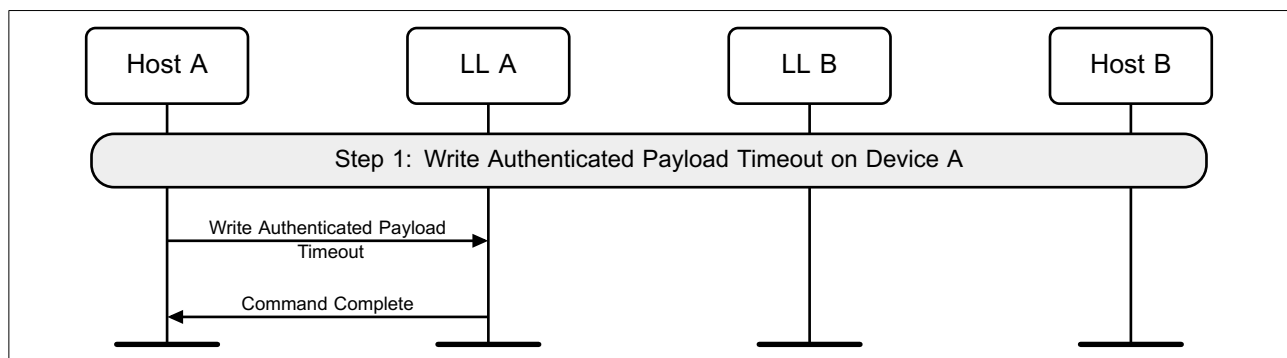 Host A
LL A
LL B
Host B
Step 1: Write Authenticated Payload Timeout on Device A
Write Authenticated Payload
Timeout
Command Complete